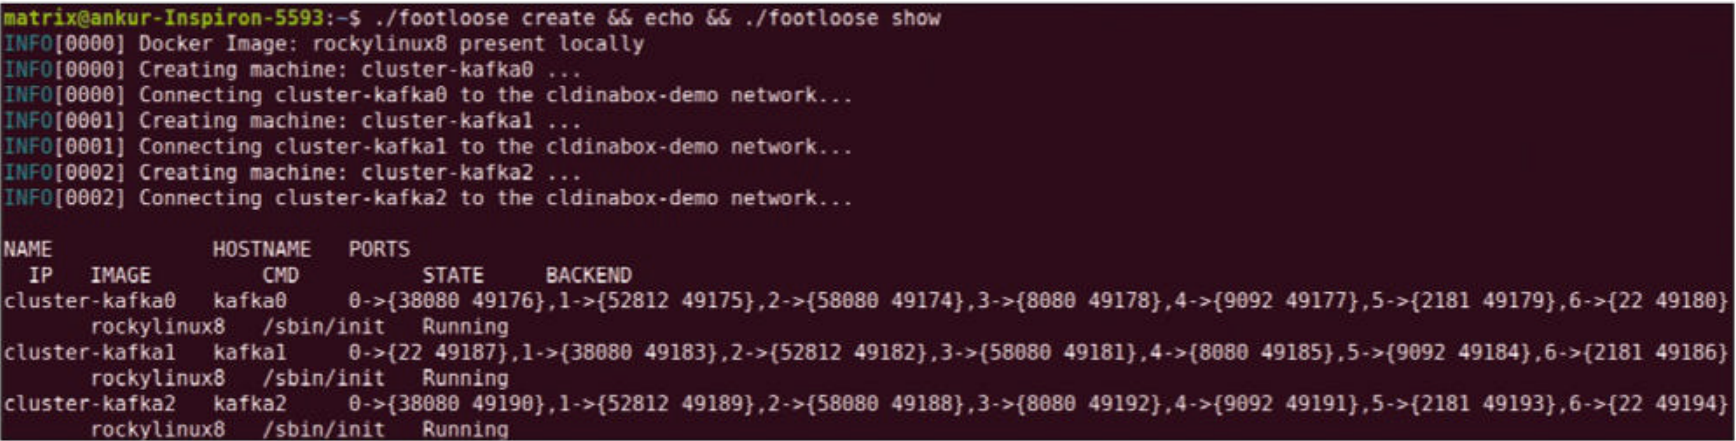 matrix@ankur-Inspiron-5593:~$ ./footloose create && echo && ./footloose show
INFO[0000] Docker Image: rockylinux8 present locally
INFO[0000] Creating machine: cluster-kafka0 ...
INFO[0000] Connecting cluster-kafka0 to the cldinabox-demo network...
INFO[0001] Creating machine: cluster-kafka1 ...
INFO[0001] Connecting cluster-kafka1 to the cldinabox-demo network...
INFO[0002] Creating machine: cluster-kafka2 ...
INFO[0002] Connecting cluster-kafka2 to the cldinabox-demo network...
NAME HOSTNAME PORTS
IP IMAGE CMD STATE BACKEND
cluster-kafka0 kafka0 0->{38080 49176},1->{52812 49175},2->{58080 49174},3->{8080 49178},4->{9092 49177},5->{2181 49179},6->{22 49180}
rockylinux8 /sbin/init Running
cluster-kafka1 kafka1 0->{22 49187},1->{38080 49183},2->{52812 49182},3->{58080 49181},4->{8080 49185},5->{9092 49184},6->{2181 49186}
rockylinux8 /sbin/init Running
cluster-kafka2 kafka2 0->{38080 49190},1->{52812 49189},2->{58080 49188},3->{8080 49192},4->{9092 49191},5->{2181 49193},6->{22 49194}
rockylinux8 /sbin/init Running